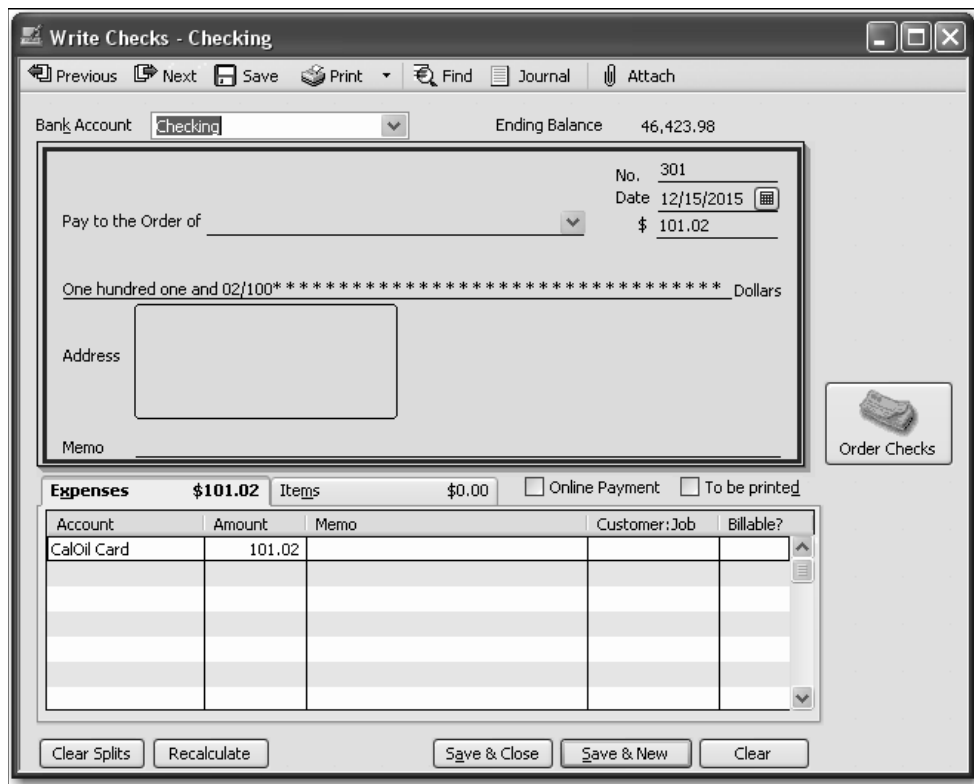 Write Checks - Checking
Previous Next Save Print Find Journal Attach
Bank Account Checking Ending Balance 46,423.98
No. 301
Date 12/15/2015
Pay to the Order of $ 101.02
One hundred one and 02/100* * * * * * * * * * * * * * * * * * * * * * * * * * * * * * * * * * Dollars
Address
Memo
Order Checks
Expenses $101.02 Items $0.00 Online Payment To be printed
Account Amount Memo Customer:Job Billable?
CalOil Card 101.02
Clear Splits Recalculate Save & Close Save & New Clear